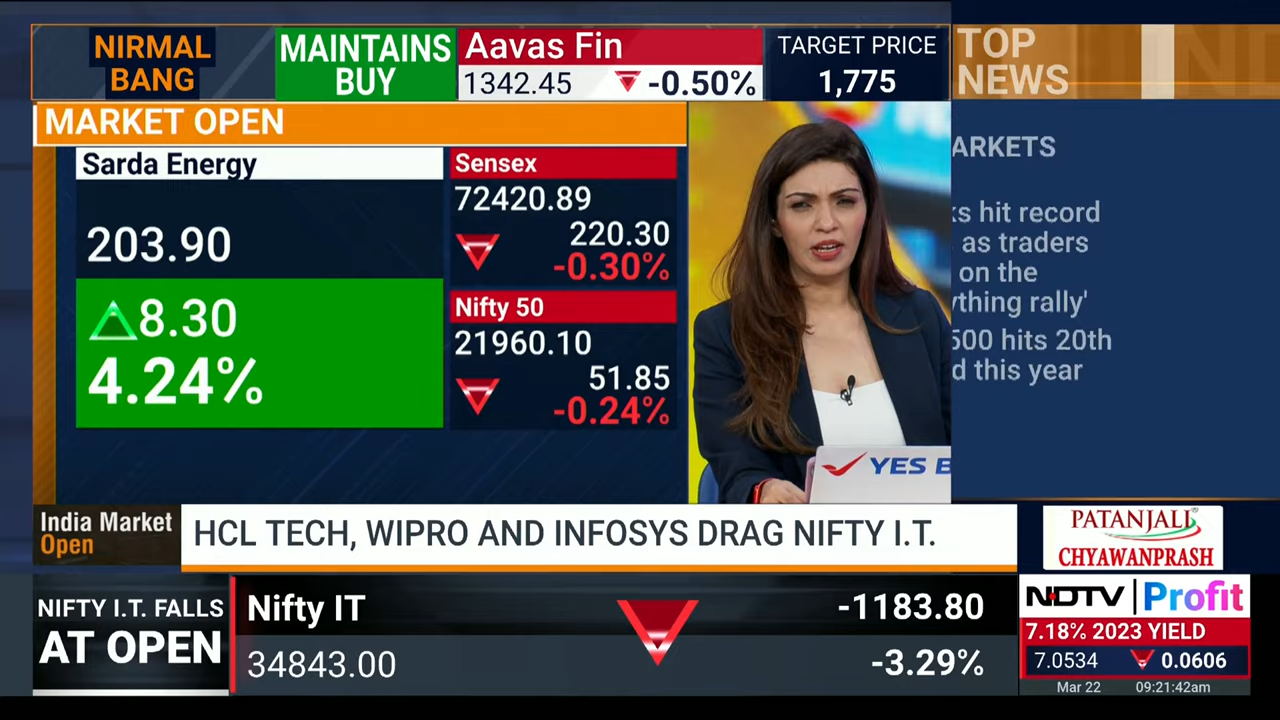 NIRMAL
BANG
MAINTAINS
BUY
Aavas Fin
1342.45 -0.50%
TARGET PRICE
1,775
TOP
NEWS
MARKET OPEN
Sarda Energy
203.90
8.30
4.24%
Sensex
72420.89
220.30
-0.30%
Nifty 50
21960.10
51.85
-0.24%
YES B
ARKETS
ks hit record
as traders
on the
ything rally'
500 hits 20th
d this year
India Market
Open
HCL TECH, WIPRO AND INFOSYS DRAG NIFTY I.T.
PATANJALI
CHYAWANPRASH
NIFTY I.T. FALLS
AT OPEN
Nifty IT -1183.80
34843.00 -3.29%
NDTV Profit
7.18% 2023 YIELD
7.0534 0.0606
Mar 22 09:21:42am